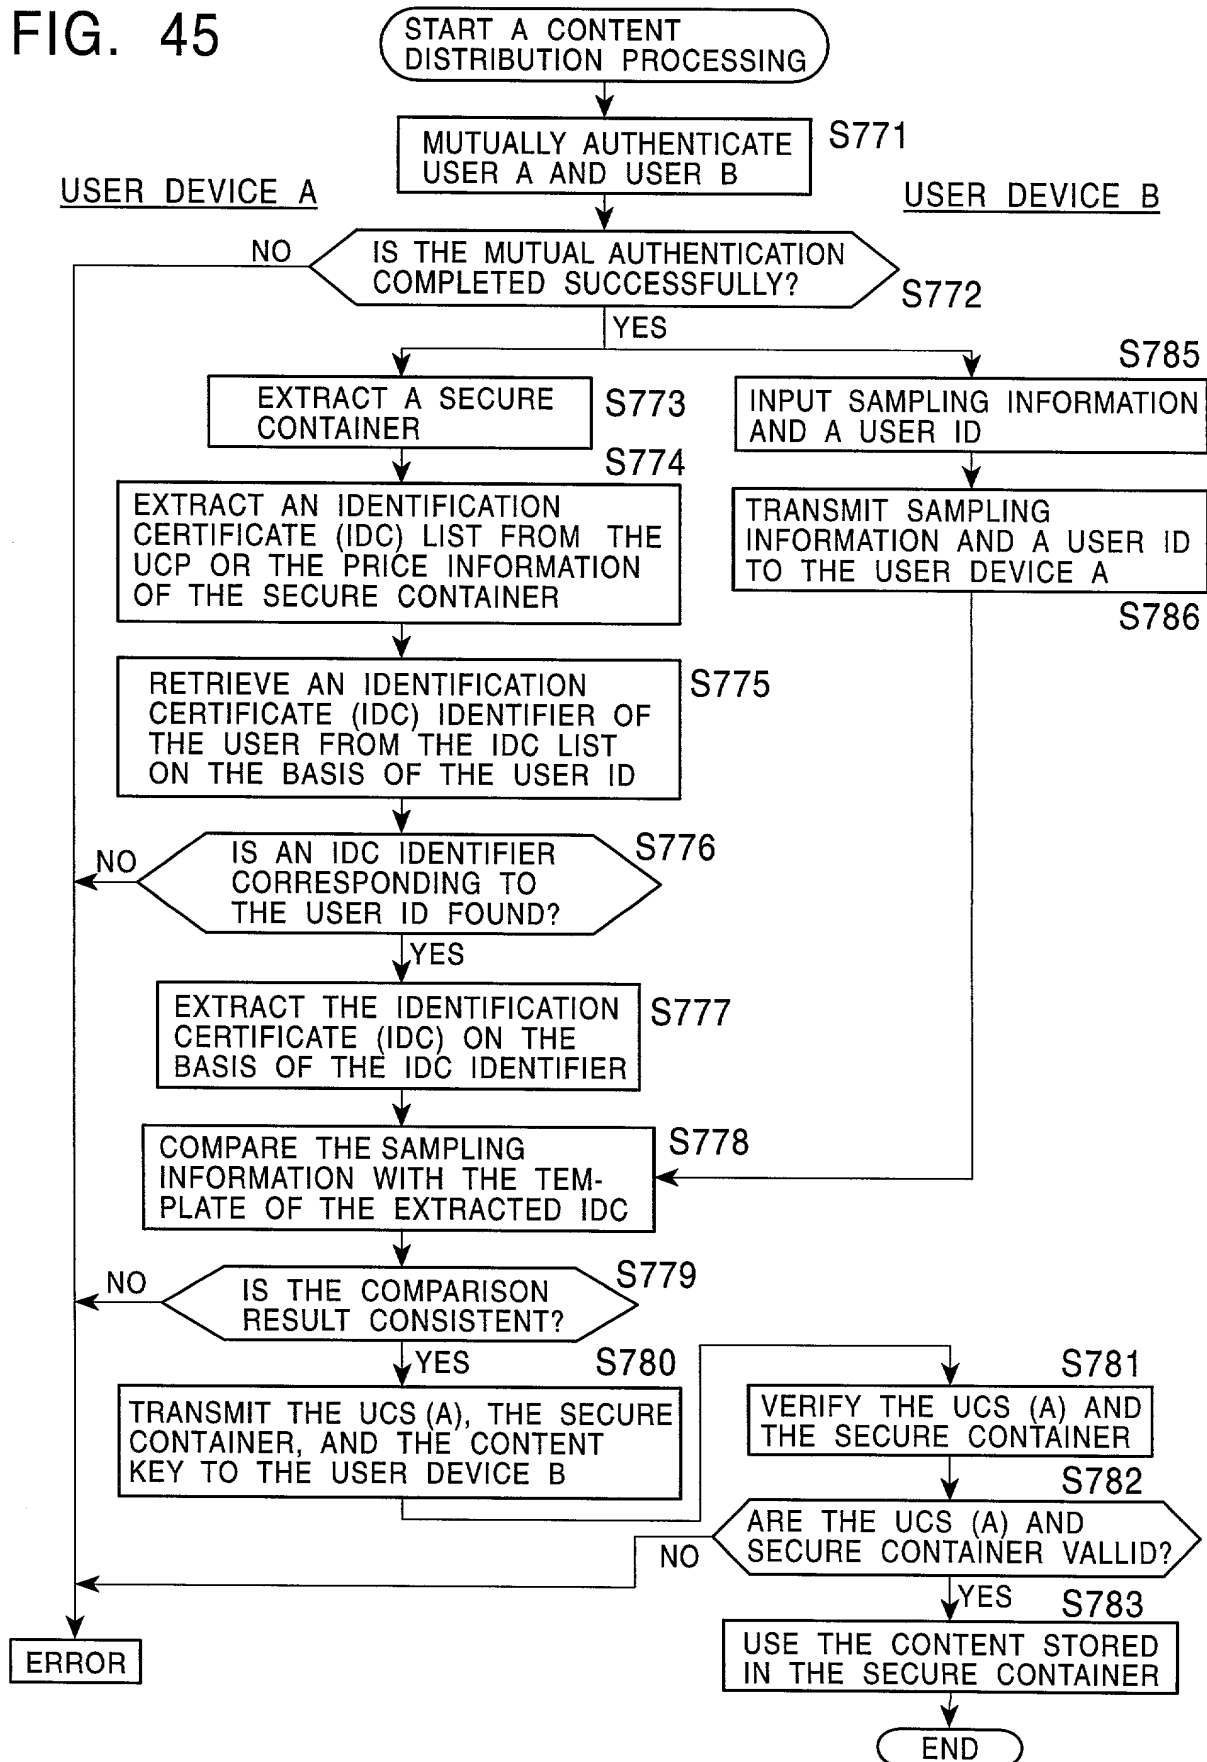 FIG. 45
START A CONTENT
DISTRIBUTION PROCESSING
MUTUALLY AUTHENTICATE
USER A AND USER B
S771
USER DEVICE A
USER DEVICE B
NO
IS THE MUTUAL AUTHENTICATION
COMPLETED SUCCESSFULLY?
S772
YES
EXTRACT A SECURE
CONTAINER
S773
S785
INPUT SAMPLING INFORMATION
AND A USER ID
S774
EXTRACT AN IDENTIFICATION
CERTIFICATE (IDC) LIST FROM THE
UCP OR THE PRICE INFORMATION
OF THE SECURE CONTAINER
TRANSMIT SAMPLING
INFORMATION AND A USER ID
TO THE USER DEVICE A
S786
RETRIEVE AN IDENTIFICATION
CERTIFICATE (IDC) IDENTIFIER OF
THE USER FROM THE IDC LIST
ON THE BASIS OF THE USER ID
S775
NO
IS AN IDC IDENTIFIER
CORRESPONDING TO
THE USER ID FOUND?
S776
YES
EXTRACT THE IDENTIFICATION
CERTIFICATE (IDC) ON THE
BASIS OF THE IDC IDENTIFIER
S777
COMPARE THE SAMPLING
INFORMATION WITH THE TEM-
PLATE OF THE EXTRACTED IDC
S778
NO
IS THE COMPARISON
RESULT CONSISTENT?
S779
YES
S780
TRANSMIT THE UCS (A), THE SECURE
CONTAINER, AND THE CONTENT
KEY TO THE USER DEVICE B
S781
VERIFY THE UCS (A) AND
THE SECURE CONTAINER
S782
ARE THE UCS (A) AND
SECURE CONTAINER VALLID?
NO
YES
S783
USE THE CONTENT STORED
IN THE SECURE CONTAINER
ERROR
END